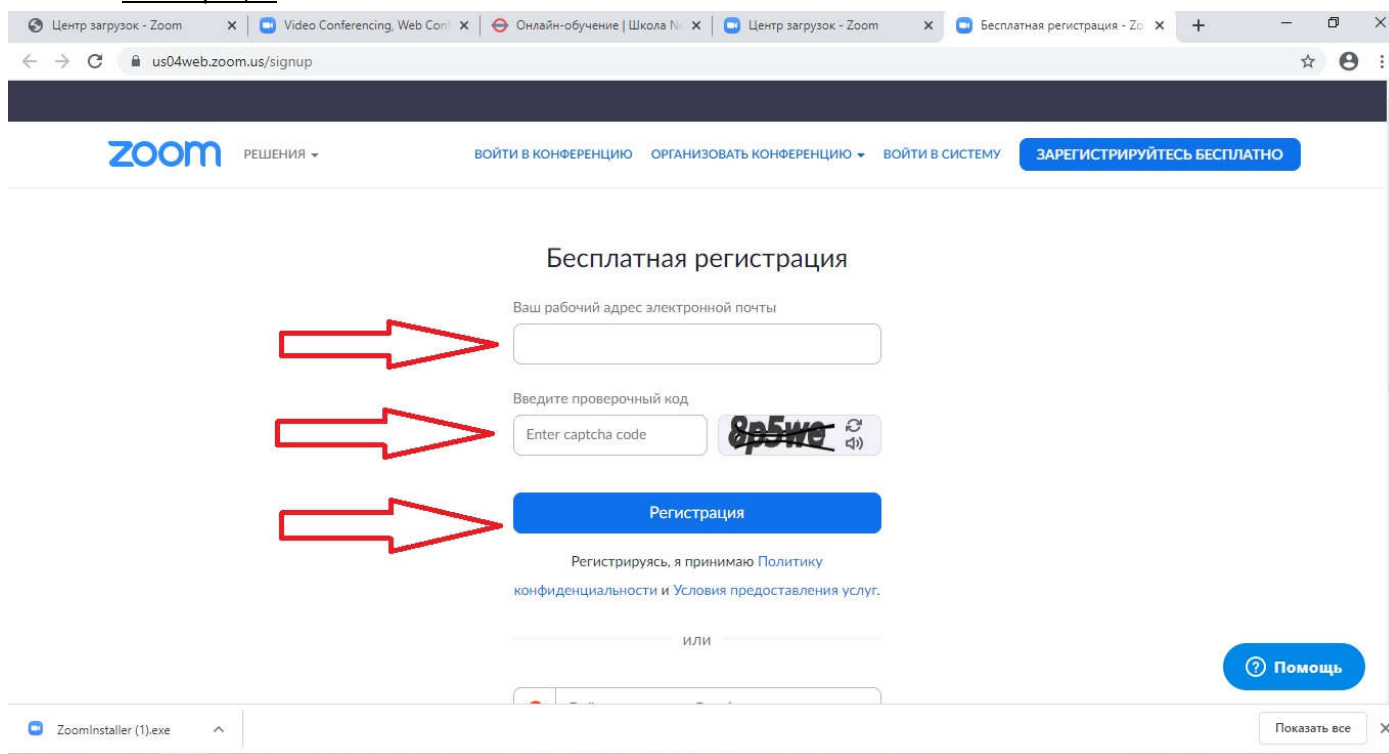 Центр загрузок - Zoom
Video Conferencing, Web Conf
Онлайн-обучение | Школа №
Центр загрузок - Zoom
Бесплатная регистрация - Zo
us04web.zoom.us/signup
zoom РЕШЕНИЯ ВОЙТИ В КОНФЕРЕНЦИЮ ОРГАНИЗОВАТЬ КОНФЕРЕНЦИЮ ВОЙТИ В СИСТЕМУ ЗАРЕГИСТРИРУЙТЕСЬ БЕСПЛАТНО
Бесплатная регистрация
Ваш рабочий адрес электронной почты
Введите проверочный код
Enter captcha code 8p5we
Регистрация
Регистрируясь, я принимаю Политику
конфиденциальности и Условия предоставления услуг.
или
Помощь
ZoomInstaller (1).exe Показать все